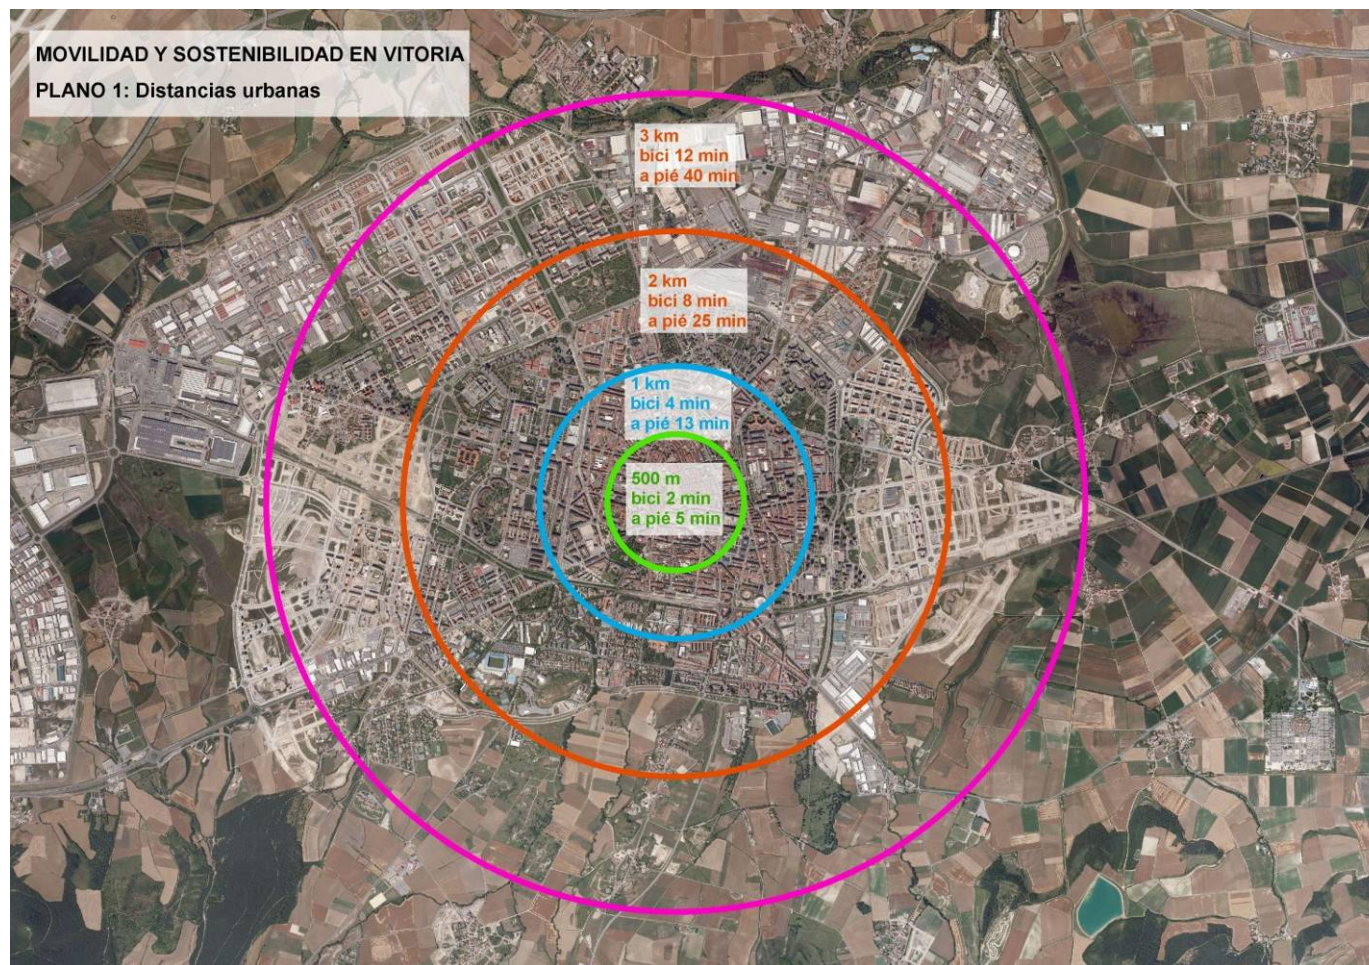 MOVILIDAD Y SOSTENIBILIDAD EN VITORIA
PLANO 1: Distancias urbanas
3 km
bici 12 min
a pié 40 min
2 km
bici 8 min
a pié 25 min
1 km
bici 4 min
a pié 13 min
500 m
bici 2 min
a pié 5 min